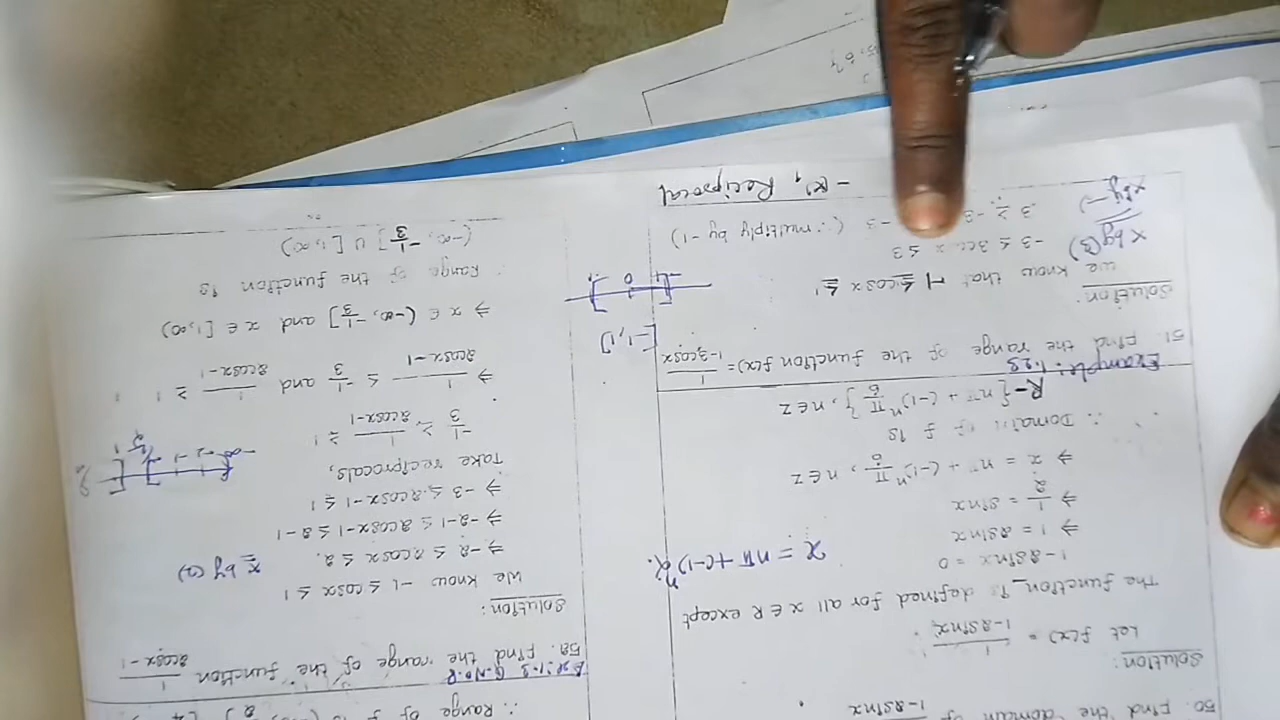 50. Find the domain of 1-2sinx
Solution:
Let f(x) = 1/(1-2sinx)
The function is defined for all x ∈ R except
1-2sinx = 0
⇒ 1 = 2sinx
x = nπ+(-1)ⁿα.
⇒ 1/2 = sinx
⇒ x = nπ + (-1)ⁿ π/6, n∈Z
∴ Domain of f is
R-{nπ + (-1)ⁿ π/6}, n∈Z
Example: 1.23
51. Find the range of the function f(x) = 1/(1-3cosx)
Solution:
We know that -1 ≤ cosx ≤ 1
[-1, 1]
-1 0 1
× by (3)
-3 ≤ 3cosx ≤ 3
× by -)
3 ≥ -3 -3 (∴ multiply by -1)
Reciprocal
∴ Range of f is
59. Find the range of the function 1/(2cosx-1)
Solution:
We know -1 ≤ cosx ≤ 1
⇒ -2 ≤ 2cosx ≤ 2. × by (2)
⇒ -2-1 ≤ 2cosx-1 ≤ 2-1
⇒ -3 ≤ 2cosx-1 ≤ 1
Take reciprocals,
-1/3 ≥ 1/(2cosx-1) ≥ 1
⇒ 1/(2cosx-1) ≤ -1/3 and 1/(2cosx-1) ≥ 1
⇒ x ∈ (-∞, -1/3] and x ∈ [1,∞)
∴ Range of the function is
(-∞, -1/3] ∪ [1,∞)